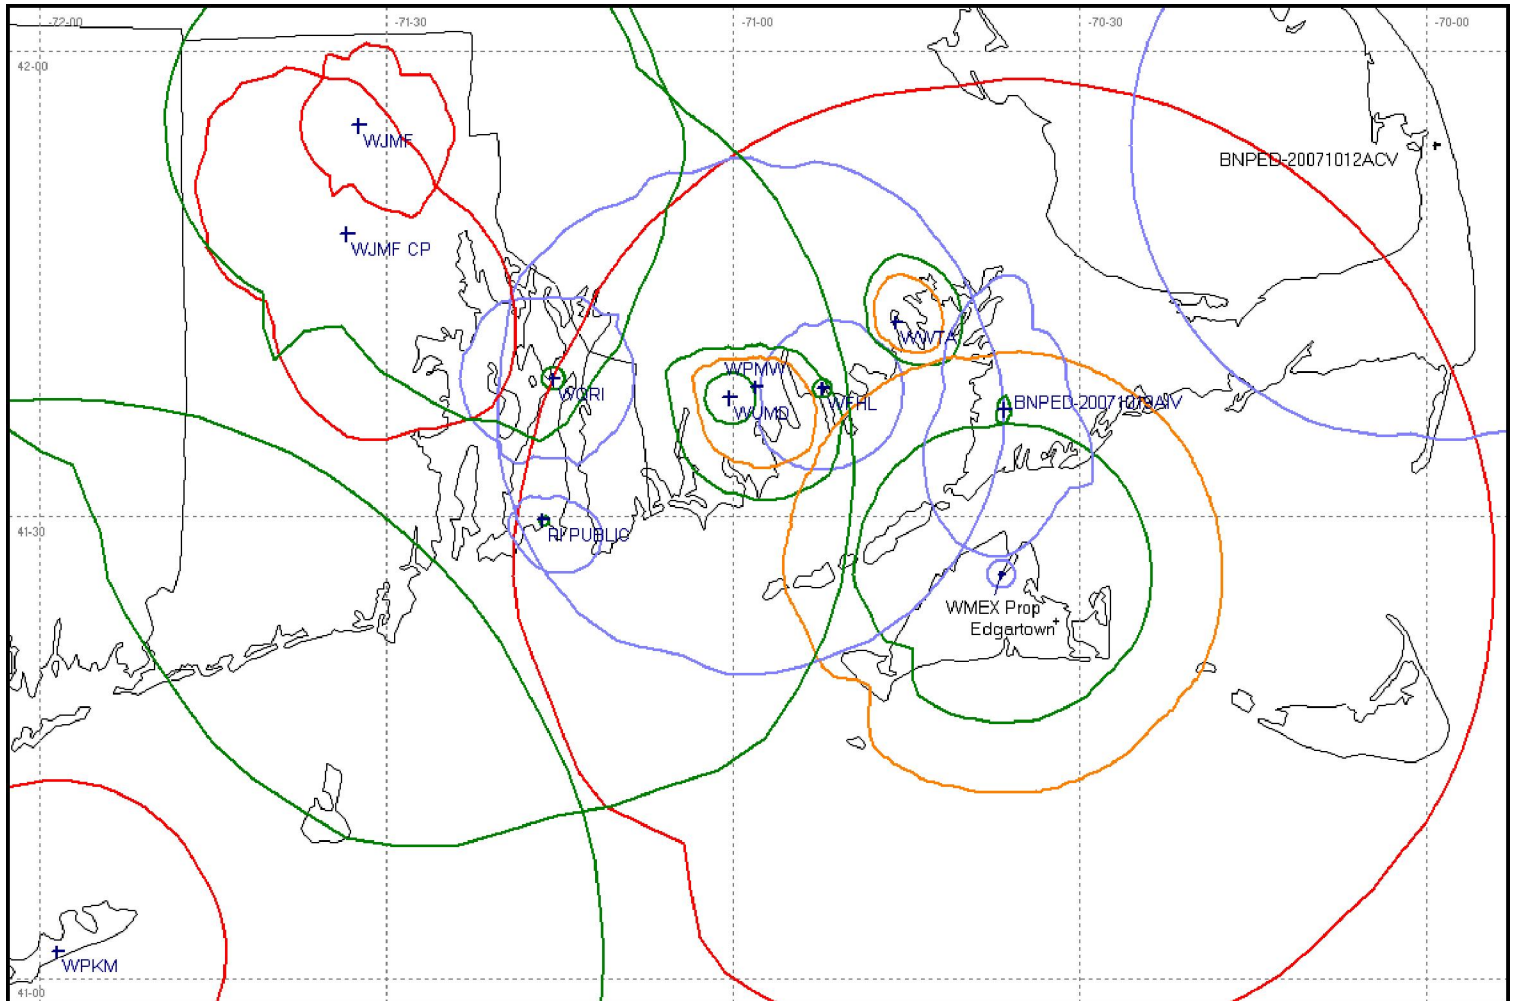 -72-00
-71-30
-71-00
-70-30
-70-00
42-00
WJMF
BNPED-20071012ACV
WJMF CP
WWTA
WPMW
WQRI
WUMD
WFHL
41-30
RI PUBLIC
WMEX Prop
Edgartown
WPKM
41-00